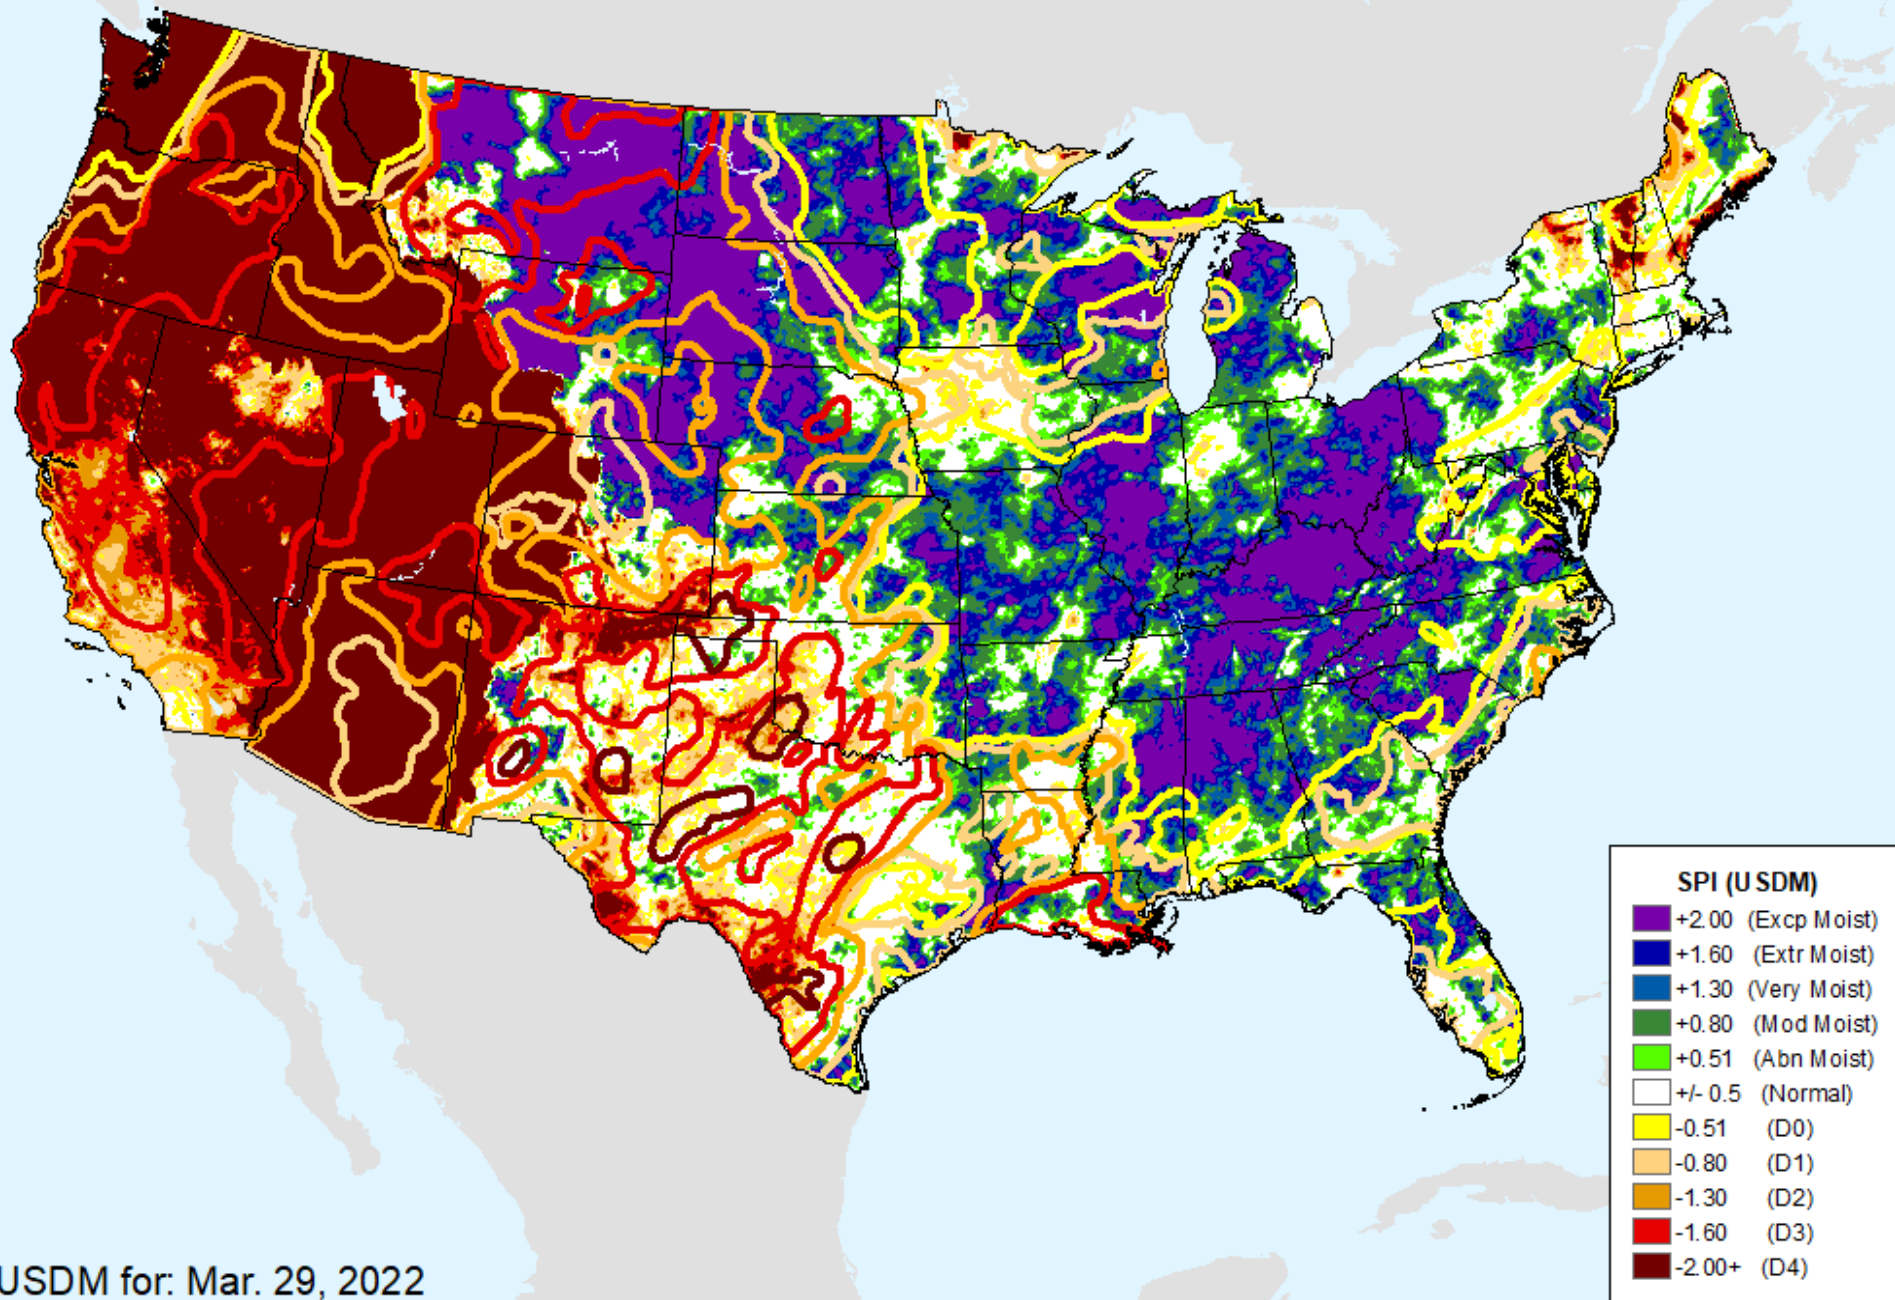 SPI (USDM)
+2.00 (Excp Moist)
+1.60 (Extr Moist)
+1.30 (Very Moist)
+0.80 (Mod Moist)
+0.51 (Abn Moist)
+/- 0.5 (Normal)
-0.51 (D0)
-0.80 (D1)
-1.30 (D2)
-1.60 (D3)
-2.00+ (D4)
USDM for: Mar. 29, 2022